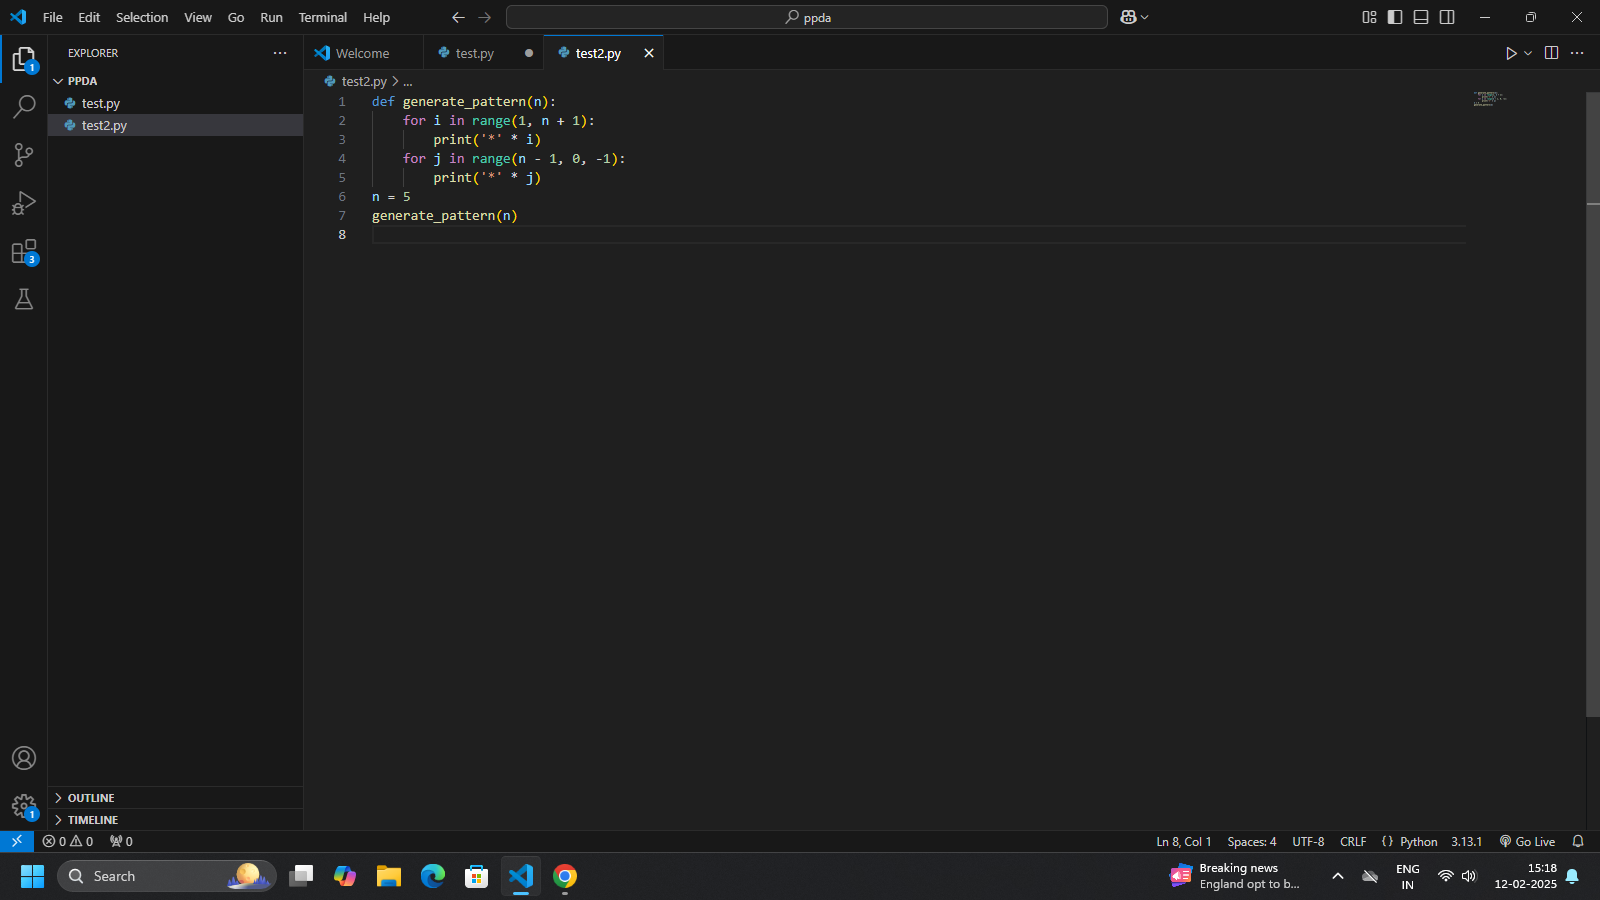 File Edit Selection View Go Run Terminal Help
ppda
EXPLORER
PPDA
test.py
test2.py
OUTLINE
TIMELINE
1
3
1
Welcome test.py test2.py
test2.py > ...
1 def generate_pattern(n):
2 for i in range(1, n + 1):
3 print('*' * i)
4 for j in range(n - 1, 0, -1):
5 print('*' * j)
6 n = 5
7 generate_pattern(n)
8
0 0 0 Ln 8, Col 1 Spaces: 4 UTF-8 CRLF {} Python 3.13.1 Go Live
Search
Breaking news
England opt to b...
ENG
IN
15:18
12-02-2025